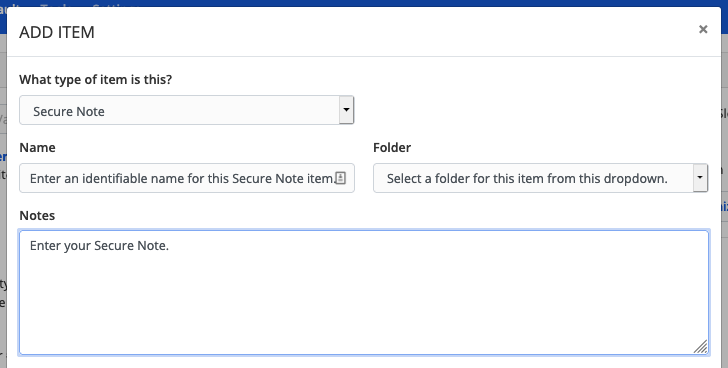 ADD ITEM
×
What type of item is this?
Secure Note
Name
Folder
Enter an identifiable name for this Secure Note item.
Select a folder for this item from this dropdown.
Notes
Enter your Secure Note.